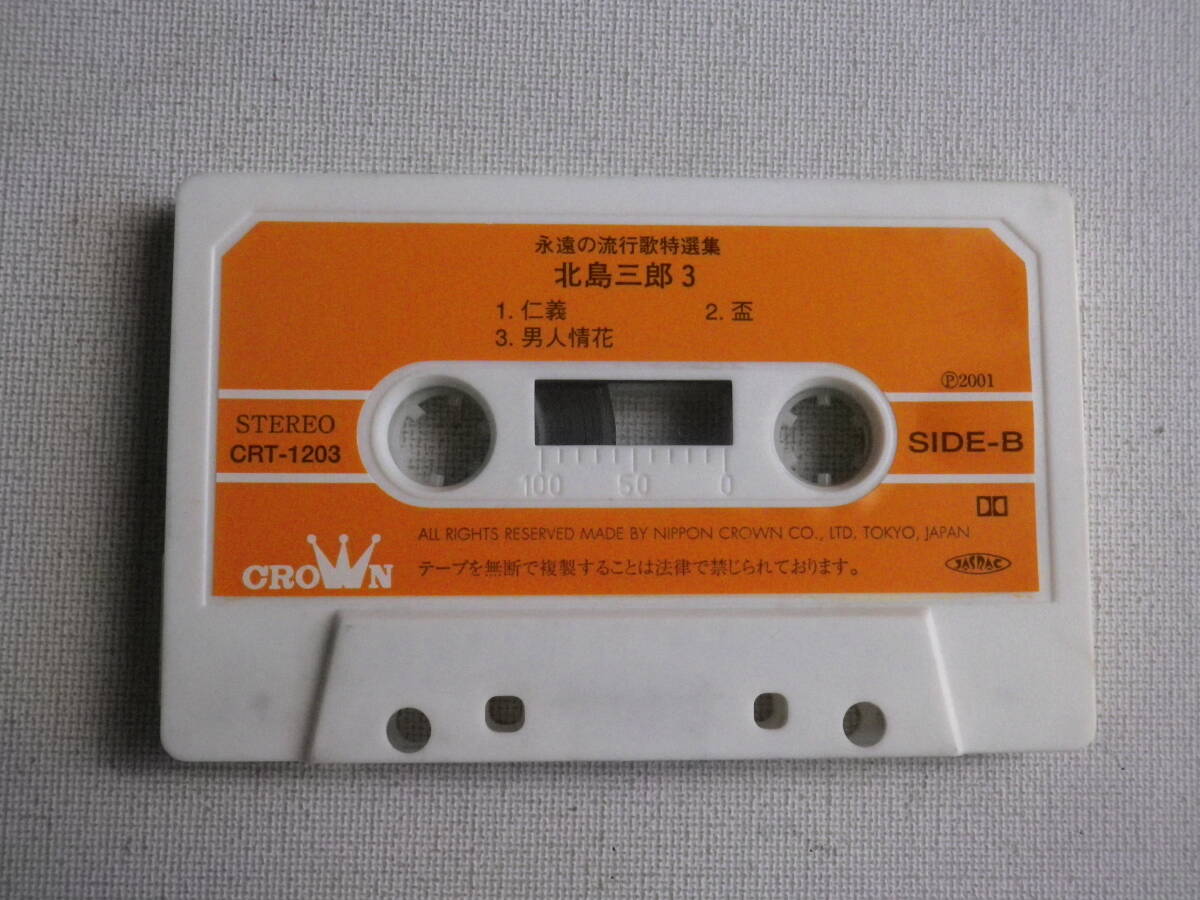 永遠の流行歌特選集
北島三郎 3
1. 仁義 2. 盃
3. 男人情花
Ⓟ2001
STEREO
CRT-1203
SIDE-B
100 50 0
ALL RIGHTS RESERVED MADE BY NIPPON CROWN CO., LTD, TOKYO, JAPAN
CROWN
テープを無断で複製することは法律で禁じられております。
JASRAC